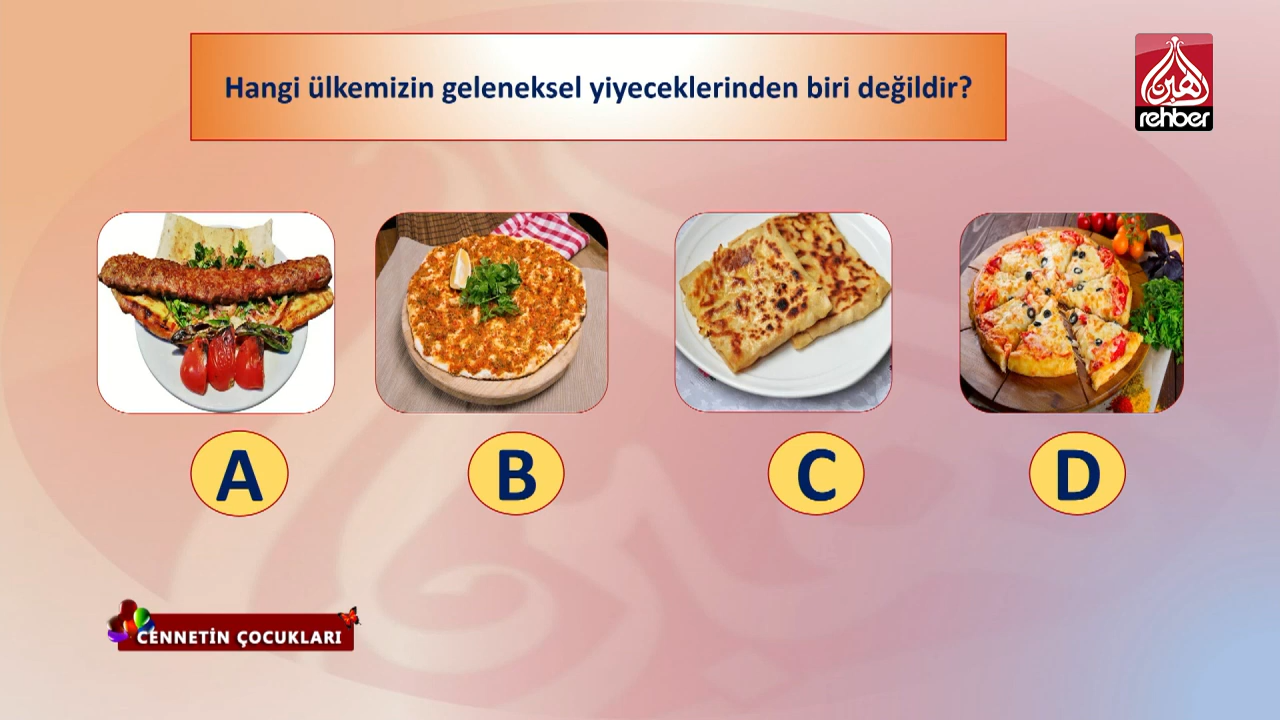 Hangi ülkemizin geleneksel yiyeceklerinden biri değildir?
rehber
A
B
C
D
CENNETİN ÇOCUKLARI